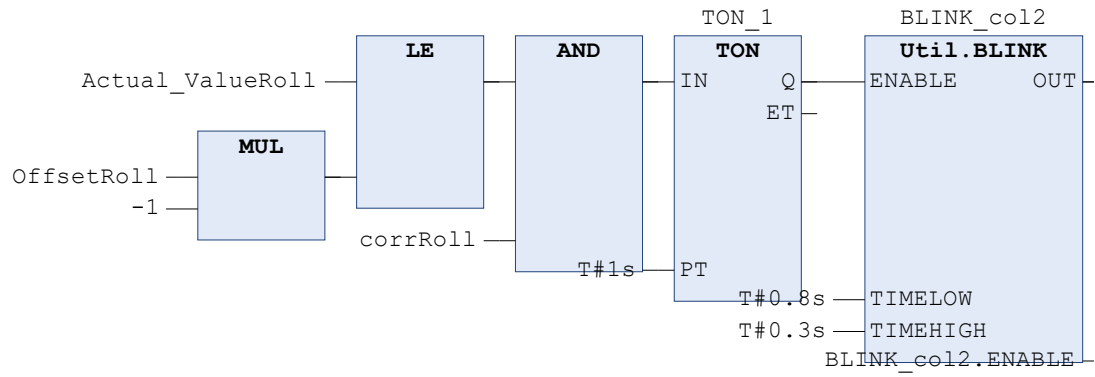 TON_1 BLINK_col2
LE AND TON Util.BLINK
Actual_ValueRoll IN Q ENABLE OUT
ET
MUL
OffsetRoll
-1
corrRoll
T#1s PT
T#0.8s TIMELOW
T#0.3s TIMEHIGH
BLINK_col2.ENABLE